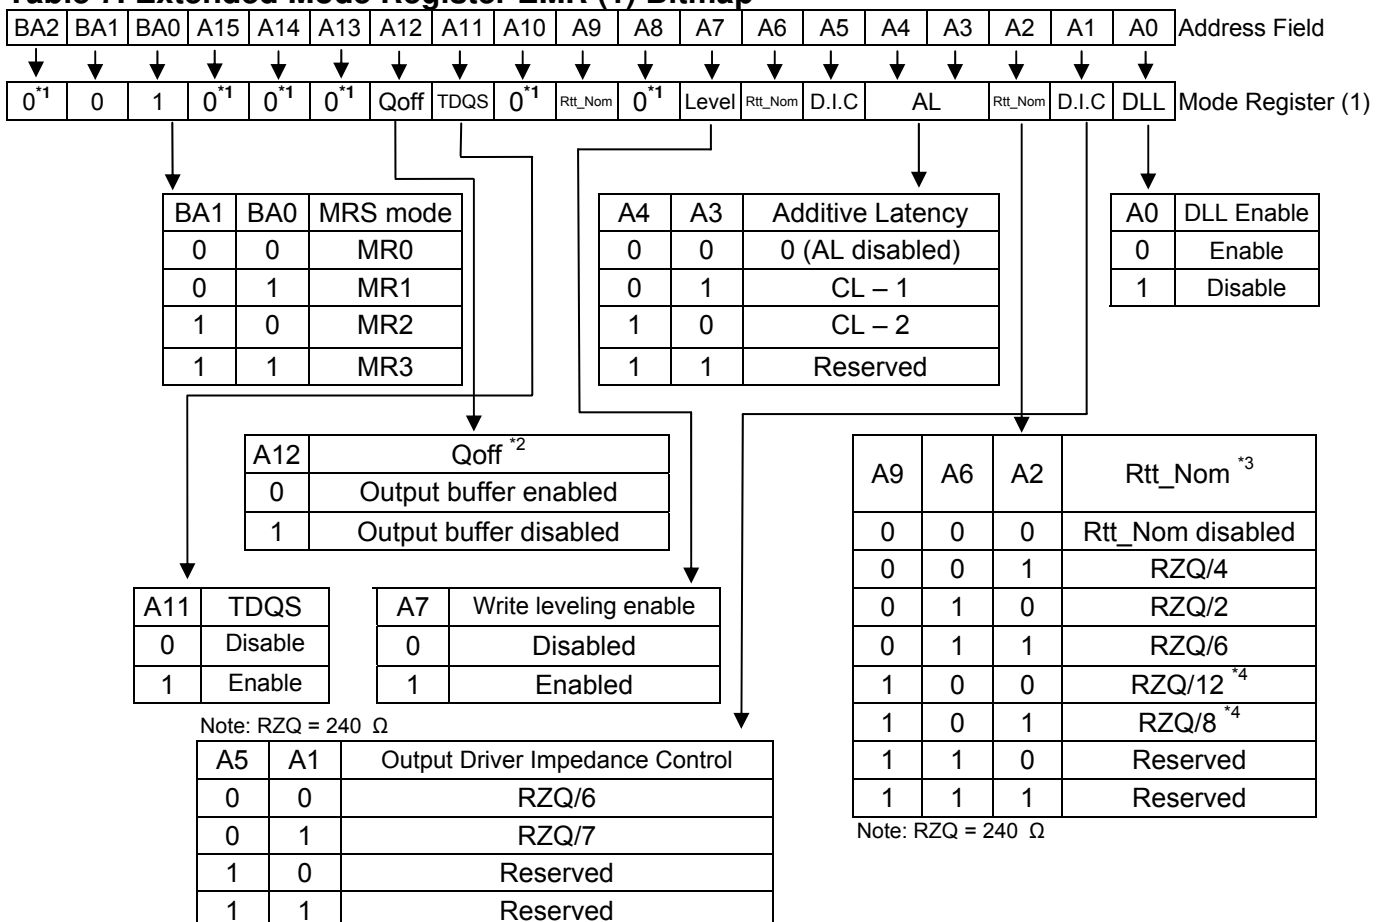 Table 7. Extended Mode Register EMR (1) Bitmap
BA2 BA1 BA0 A15 A14 A13 A12 A11 A10 A9 A8 A7 A6 A5 A4 A3 A2 A1 A0 Address Field
0*1 0 1 0*1 0*1 0*1 Qoff TDQS 0*1 Rtt_Nom 0*1 Level Rtt_Nom D.I.C AL Rtt_Nom D.I.C DLL Mode Register (1)
BA1 BA0 MRS mode
0 0 MR0
0 1 MR1
1 0 MR2
1 1 MR3
A4 A3 Additive Latency
0 0 0 (AL disabled)
0 1 CL – 1
1 0 CL – 2
1 1 Reserved
A0 DLL Enable
0 Enable
1 Disable
A12 Qoff *2
0 Output buffer enabled
1 Output buffer disabled
A9 A6 A2 Rtt_Nom *3
0 0 0 Rtt_Nom disabled
0 0 1 RZQ/4
0 1 0 RZQ/2
0 1 1 RZQ/6
1 0 0 RZQ/12 *4
1 0 1 RZQ/8 *4
1 1 0 Reserved
1 1 1 Reserved
Note: RZQ = 240 Ω
A11 TDQS
0 Disable
1 Enable
A7 Write leveling enable
0 Disabled
1 Enabled
Note: RZQ = 240 Ω
A5 A1 Output Driver Impedance Control
0 0 RZQ/6
0 1 RZQ/7
1 0 Reserved
1 1 Reserved